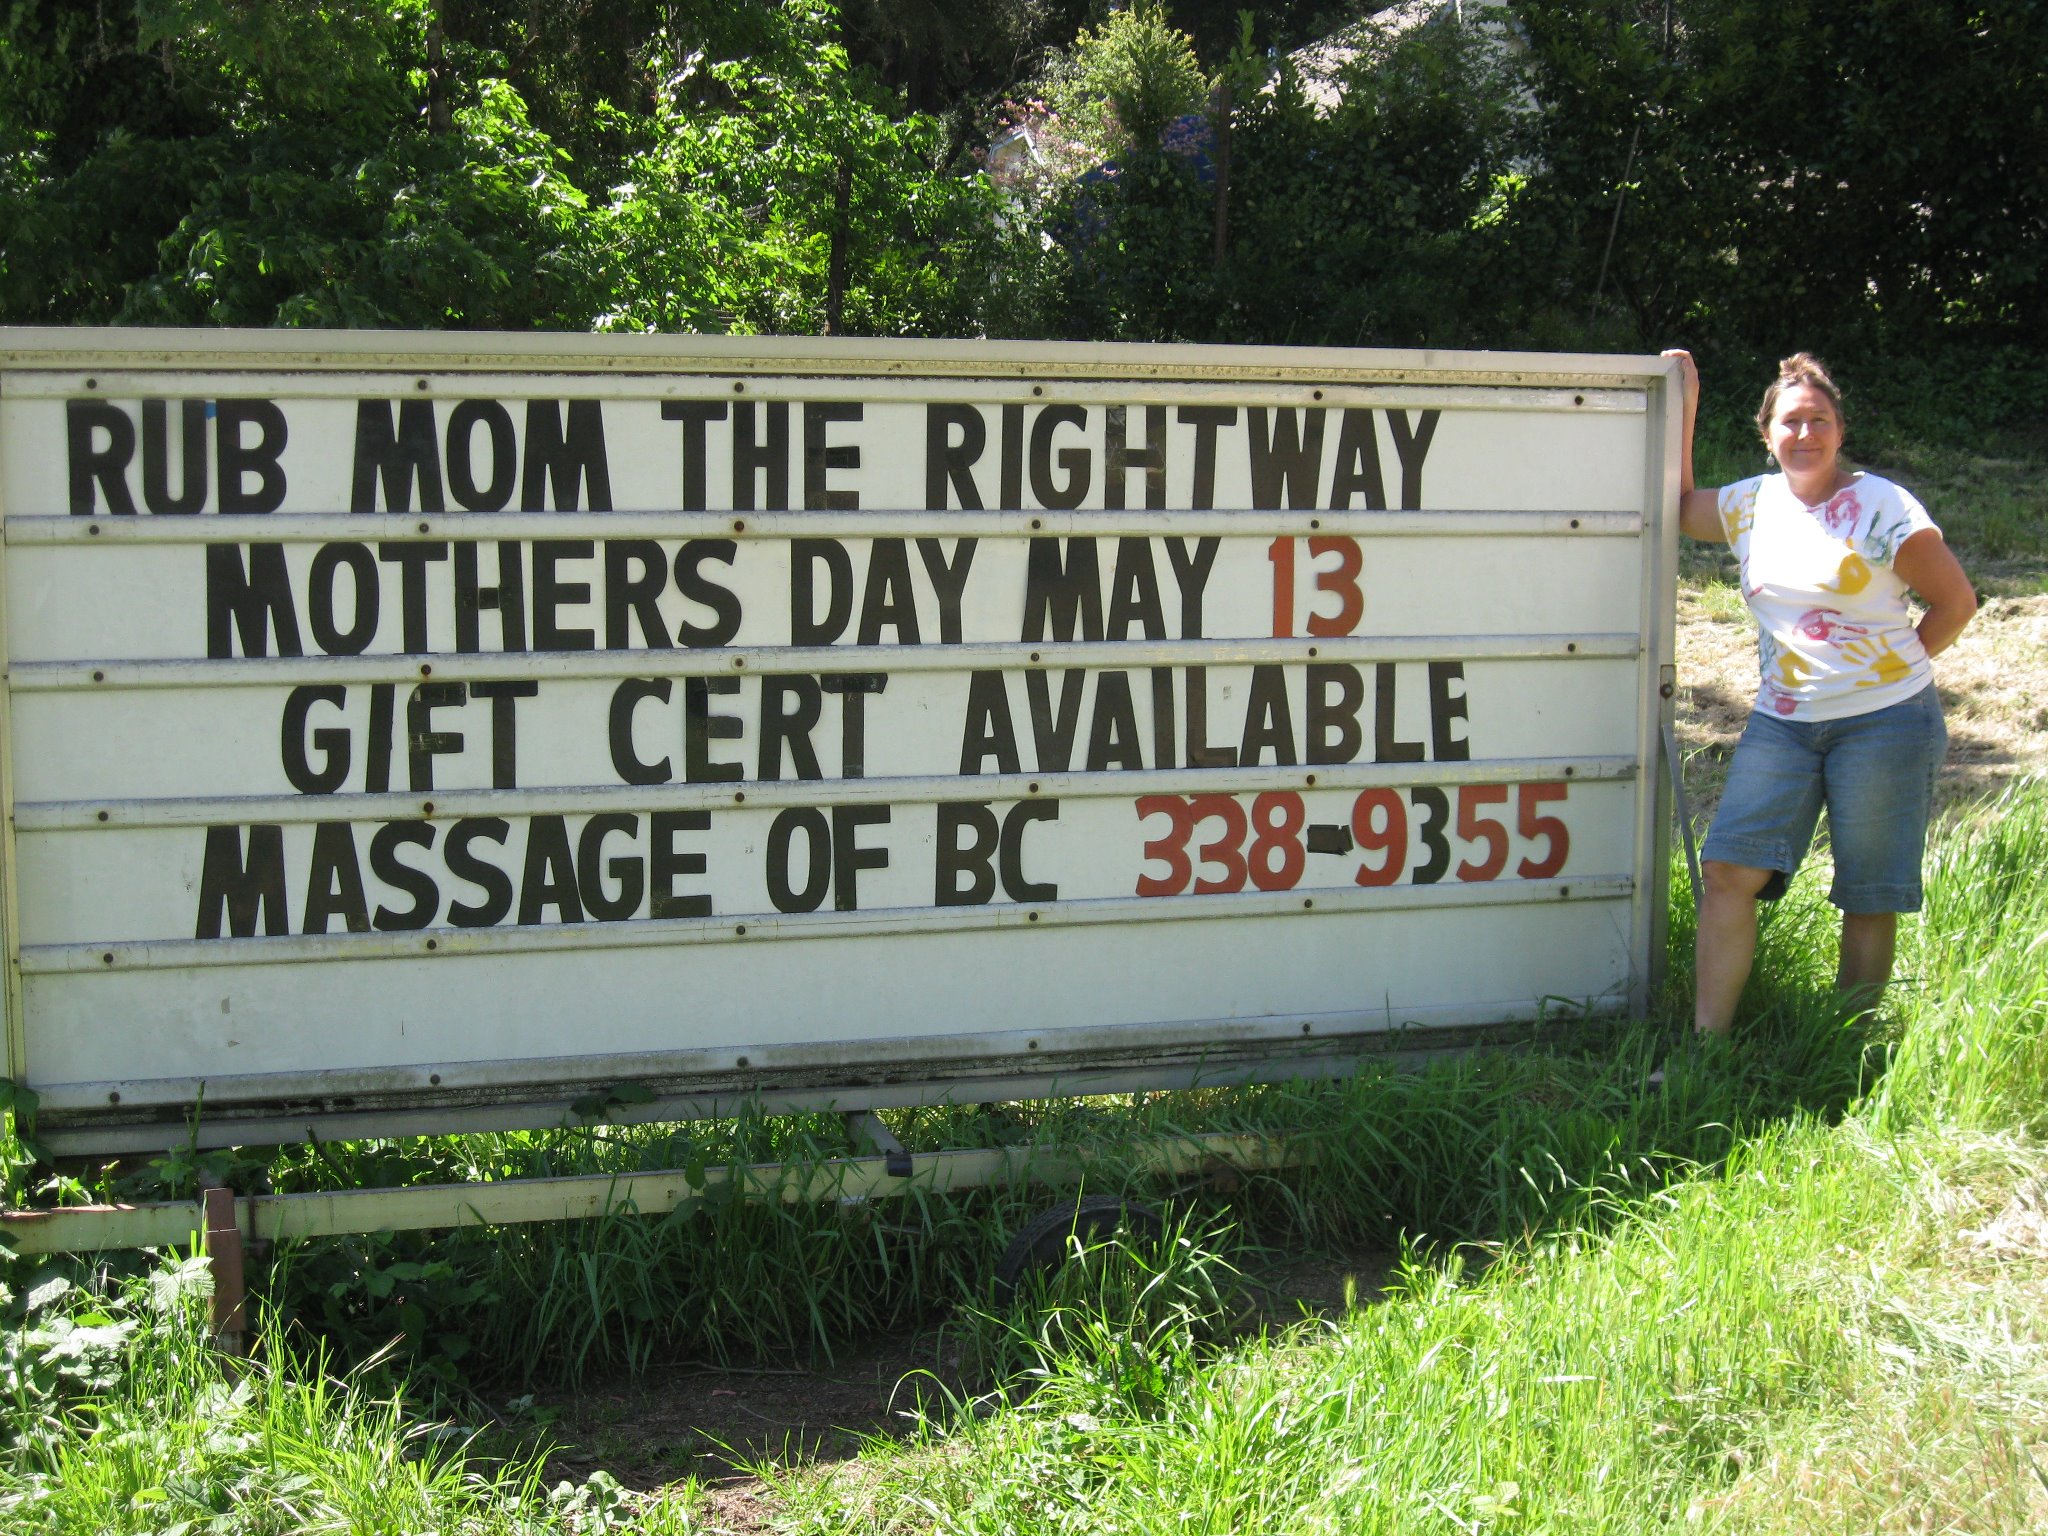 RUB MOM THE RIGHTWAY
MOTHERS DAY MAY 13
GIFT CERT AVAILABLE
MASSAGE OF BC 338-9355